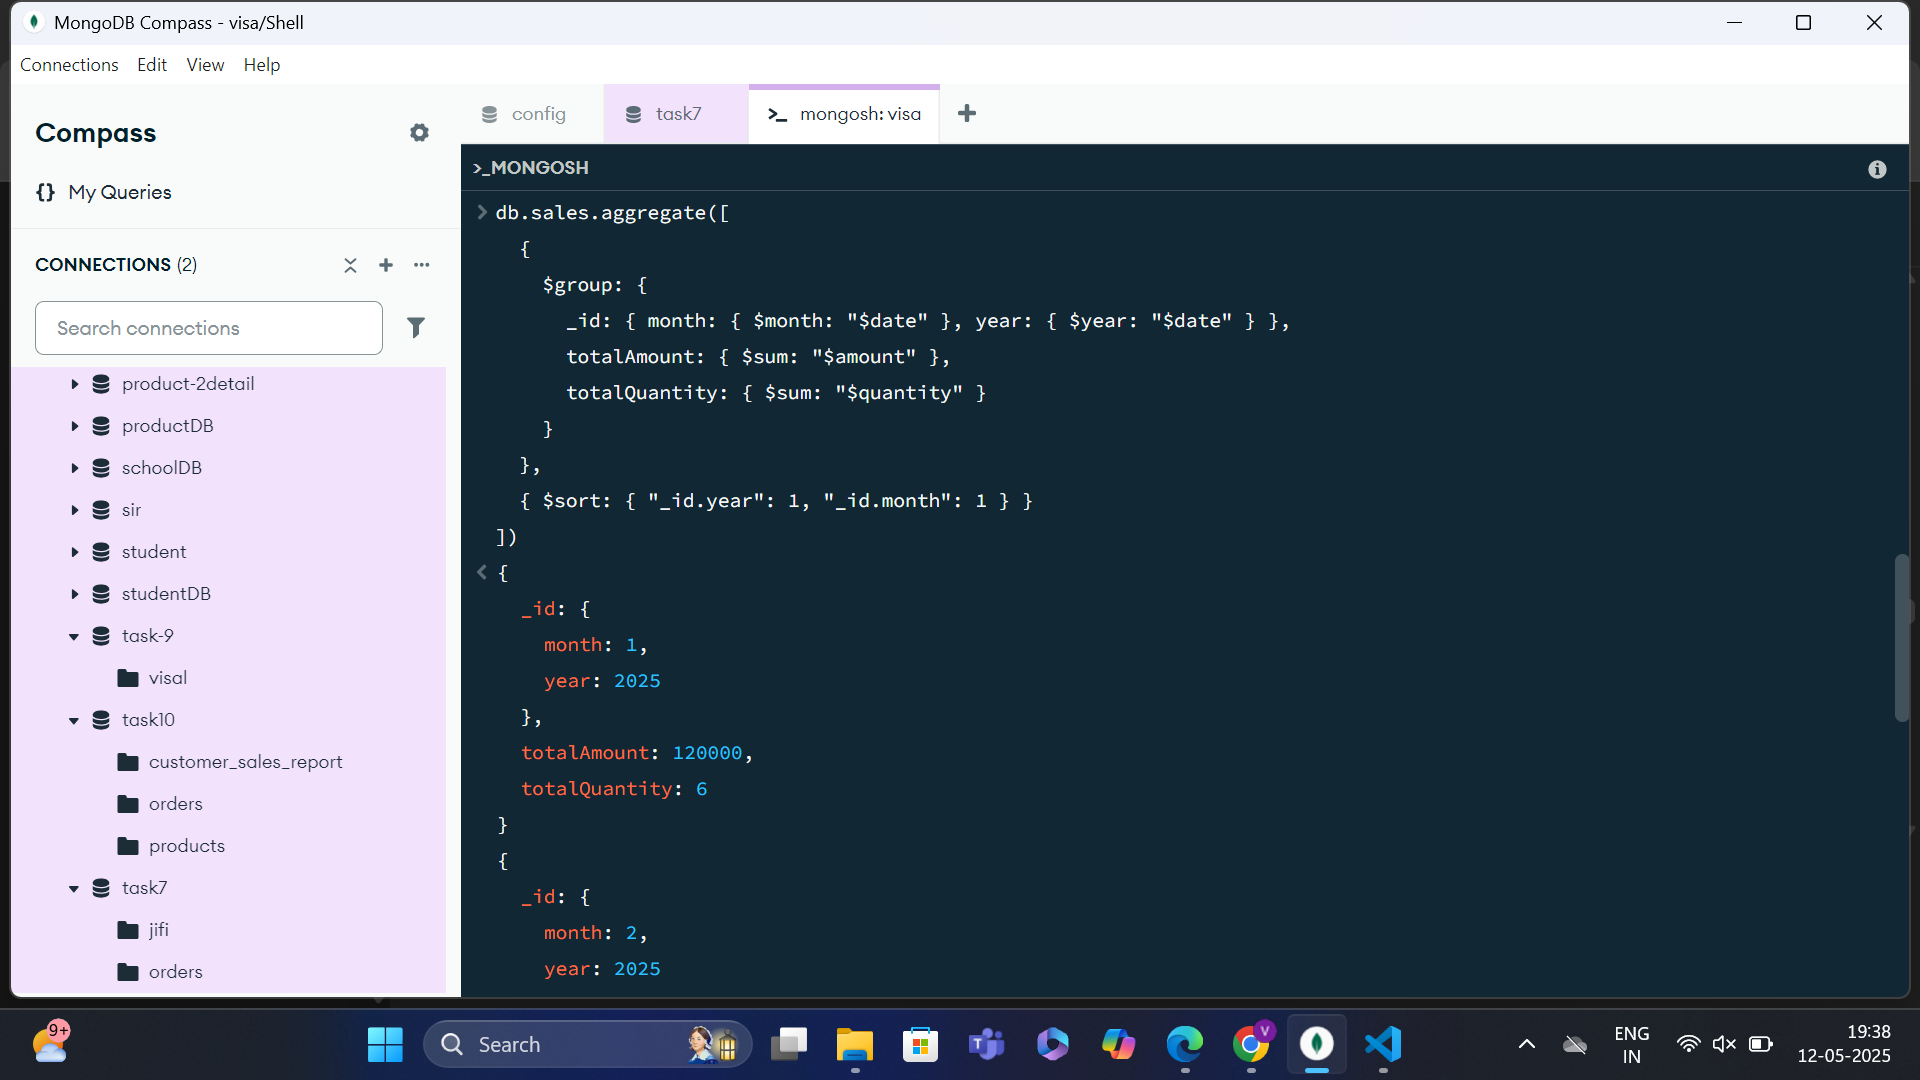 MongoDB Compass - visa/Shell
Connections Edit View Help
Compass
My Queries
CONNECTIONS (2)
Search connections
product-2detail
productDB
schoolDB
sir
student
studentDB
task-9
visal
task10
customer_sales_report
orders
products
task7
jifi
orders
config
task7
>_ mongosh: visa
>_MONGOSH
> db.sales.aggregate([
{
$group: {
_id: { month: { $month: "$date" }, year: { $year: "$date" } },
totalAmount: { $sum: "$amount" },
totalQuantity: { $sum: "$quantity" }
}
},
{ $sort: { "_id.year": 1, "_id.month": 1 } }
])
< {
_id: {
month: 1,
year: 2025
},
totalAmount: 120000,
totalQuantity: 6
}
{
_id: {
month: 2,
year: 2025
9+
Search
V
ENG
IN
19:38
12-05-2025